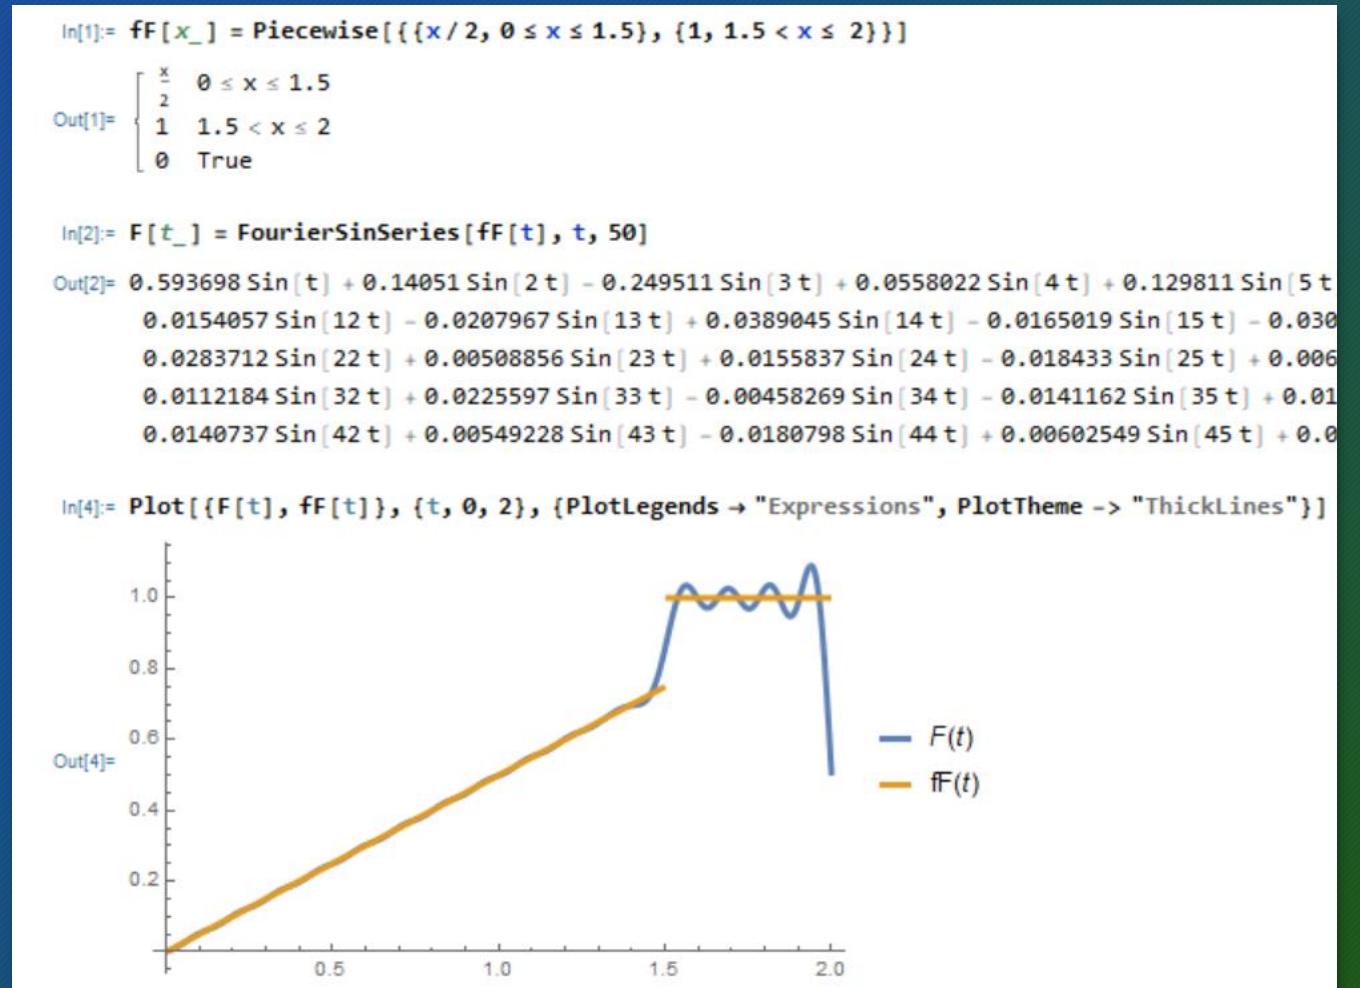 In[1]:= fF[x_] = Piecewise[{{x/2, 0 ≤ x ≤ 1.5}, {1, 1.5 < x ≤ 2}}]
x
2
0 ≤ x ≤ 1.5
Out[1]=
1 1.5 < x ≤ 2
0 True
In[2]:= F[t_] = FourierSinSeries[fF[t], t, 50]
Out[2]= 0.593698 Sin[t] + 0.14051 Sin[2 t] - 0.249511 Sin[3 t] + 0.0558022 Sin[4 t] + 0.129811 Sin[5 t
0.0154057 Sin[12 t] - 0.0207967 Sin[13 t] + 0.0389045 Sin[14 t] - 0.0165019 Sin[15 t] - 0.030
0.0283712 Sin[22 t] + 0.00508856 Sin[23 t] + 0.0155837 Sin[24 t] - 0.018433 Sin[25 t] + 0.006
0.0112184 Sin[32 t] + 0.0225597 Sin[33 t] - 0.00458269 Sin[34 t] - 0.0141162 Sin[35 t] + 0.01
0.0140737 Sin[42 t] + 0.00549228 Sin[43 t] - 0.0180798 Sin[44 t] + 0.00602549 Sin[45 t] + 0.0
In[4]:= Plot[{F[t], fF[t]}, {t, 0, 2}, {PlotLegends → "Expressions", PlotTheme -> "ThickLines"}]
1.0
0.8
0.6
Out[4]=
0.4
0.2
0.5 1.0 1.5 2.0
F(t)
fF(t)